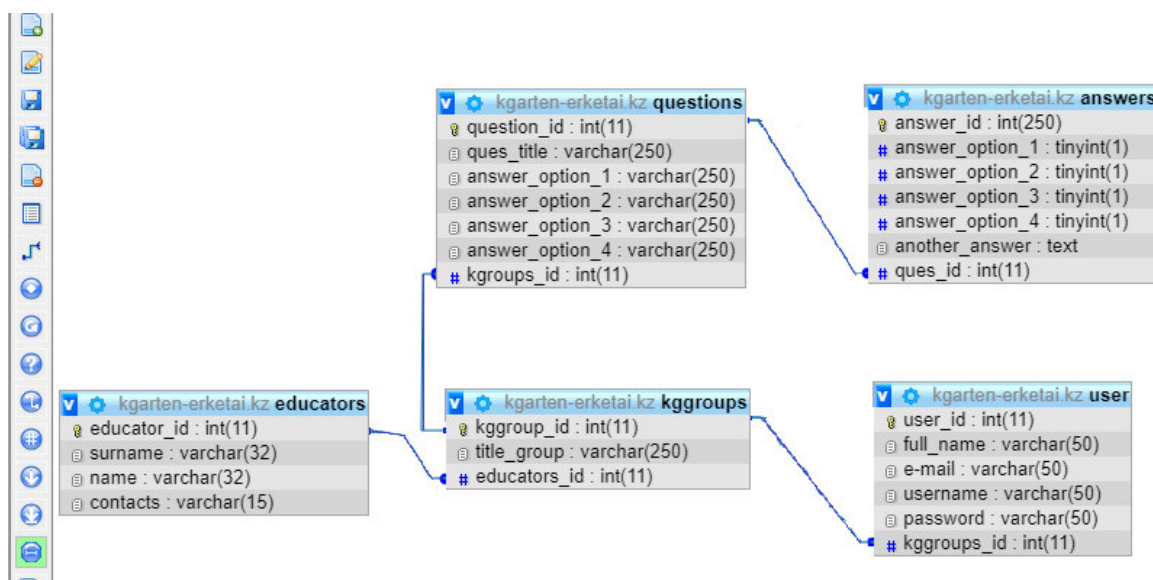 kgarten-erketai.kz questions
question_id : int(11)
ques_title : varchar(250)
answer_option_1 : varchar(250)
answer_option_2 : varchar(250)
answer_option_3 : varchar(250)
answer_option_4 : varchar(250)
kgroups_id : int(11)
kgarten-erketai.kz answers
answer_id : int(250)
answer_option_1 : tinyint(1)
answer_option_2 : tinyint(1)
answer_option_3 : tinyint(1)
answer_option_4 : tinyint(1)
another_answer : text
ques_id : int(11)
kgarten-erketai.kz educators
educator_id : int(11)
surname : varchar(32)
name : varchar(32)
contacts : varchar(15)
kgarten-erketai.kz kggroups
kggroup_id : int(11)
title_group : varchar(250)
educators_id : int(11)
kgarten-erketai.kz user
user_id : int(11)
full_name : varchar(50)
e-mail : varchar(50)
username : varchar(50)
password : varchar(50)
kggroups_id : int(11)